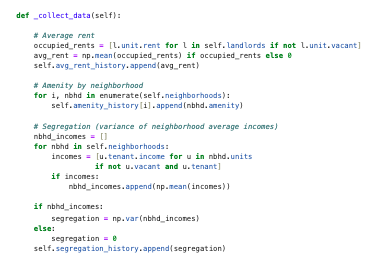 def _collect_data(self):
# Average rent
occupied_rents = [l.unit.rent for l in self.landlords if not l.unit.vacant]
avg_rent = np.mean(occupied_rents) if occupied_rents else 0
self.avg_rent_history.append(avg_rent)
# Amenity by neighborhood
for i, nbhd in enumerate(self.neighborhoods):
self.amenity_history[i].append(nbhd.amenity)
# Segregation (variance of neighborhood average incomes)
nbhd_incomes = []
for nbhd in self.neighborhoods:
incomes = [u.tenant.income for u in nbhd.units
if not u.vacant and u.tenant]
if incomes:
nbhd_incomes.append(np.mean(incomes))
if nbhd_incomes:
segregation = np.var(nbhd_incomes)
else:
segregation = 0
self.segregation_history.append(segregation)